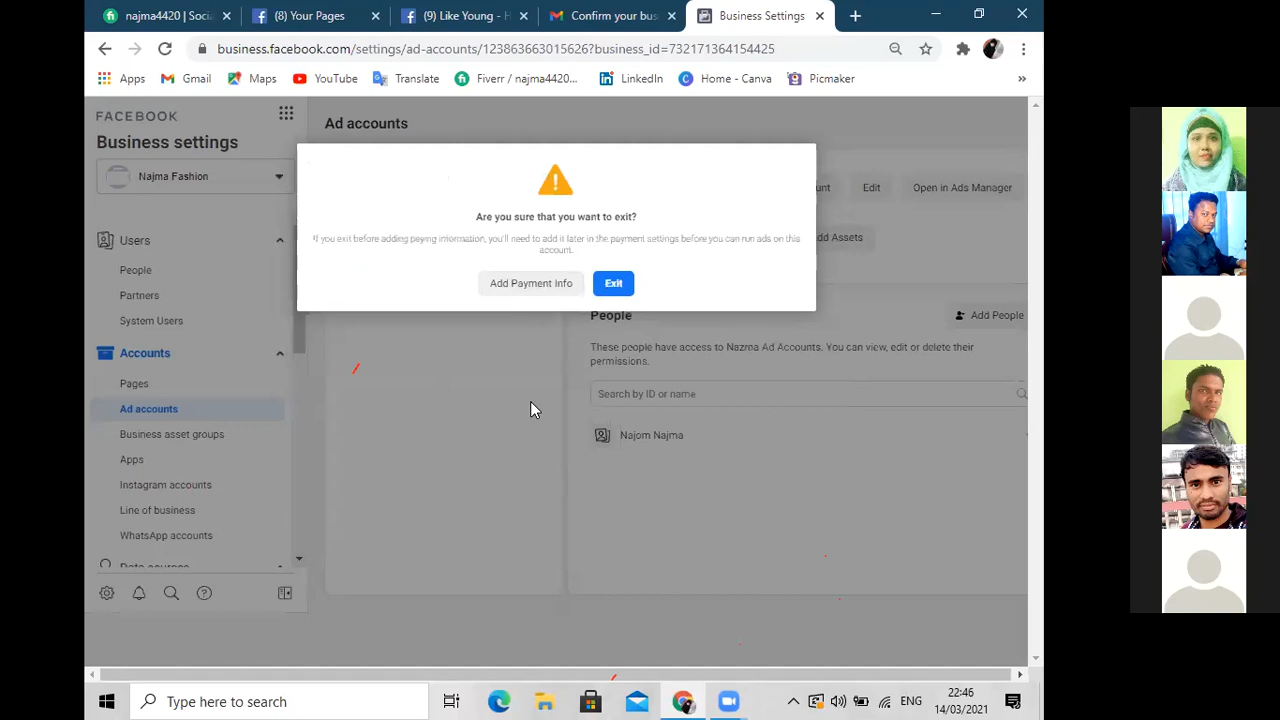 najma4420 | Soci
(8) Your Pages
(9) Like Young - H
Confirm your bus
Business Settings
business.facebook.com/settings/ad-accounts/123863663015626?business_id=732171364154425
Apps
Gmail
Maps
YouTube
Translate
Fiverr / najma4420...
LinkedIn
Home - Canva
Picmaker
FACEBOOK
Business settings
Najma Fashion
Users
People
Partners
System Users
Accounts
Pages
Ad accounts
Business asset groups
Apps
Instagram accounts
Line of business
WhatsApp accounts
Ad accounts
Edit
Open in Ads Manager
Are you sure that you want to exit?
If you exit before adding paying information, you'll need to add it later in the payment settings before you can run ads on this
account.
Add Payment Info
Exit
People
Add People
These people have access to Nazma Ad Accounts. You can view, edit or delete their
permissions.
Search by ID or name
Najom Najma
Type here to search
ENG
22:46
14/03/2021